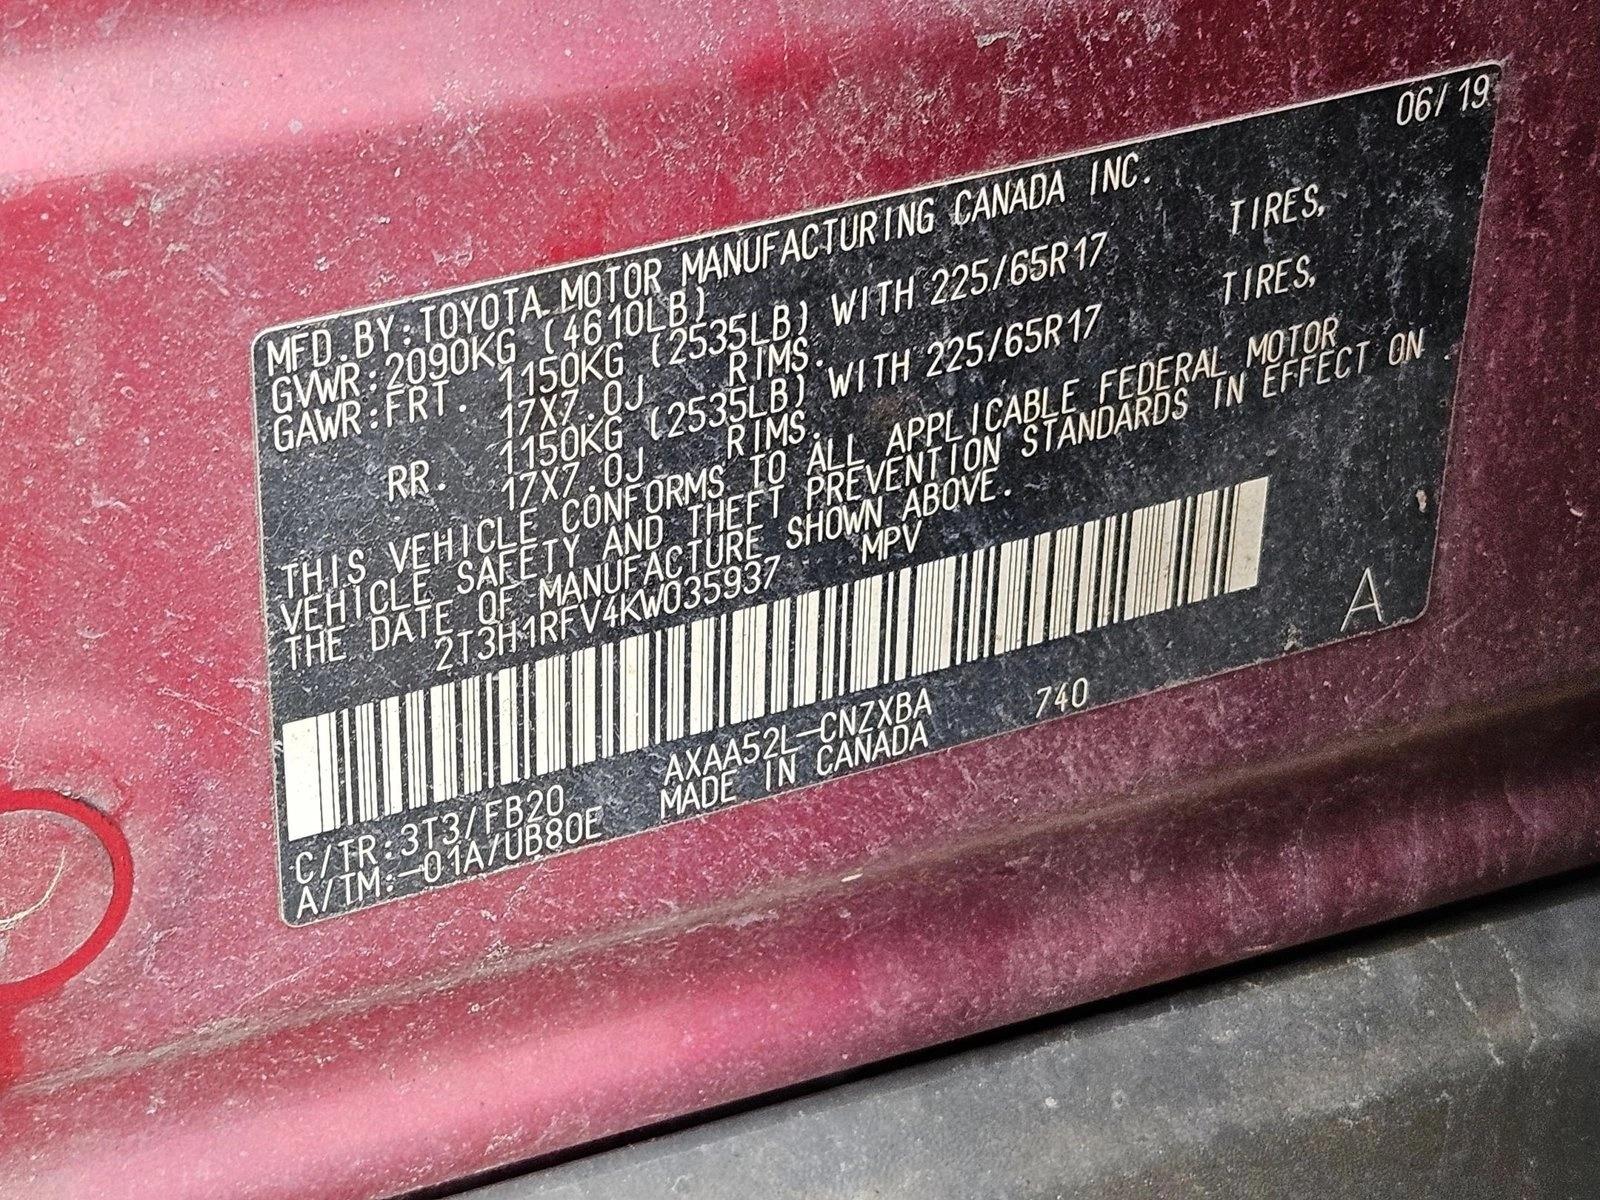 06/19
MFD.BY:TOYOTA MOTOR MANUFACTURING CANADA INC.
GVWR:2090KG (4610LB)
GAWR:FRT. 1150KG (2535LB) WITH 225/65R17 TIRES,
17X7.0J RIMS.
RR. 1150KG (2535LB) WITH 225/65R17 TIRES,
17X7.0J RIMS.
THIS VEHICLE CONFORMS TO ALL APPLICABLE FEDERAL MOTOR
VEHICLE SAFETY AND THEFT PREVENTION STANDARDS IN EFFECT ON
THE DATE OF MANUFACTURE SHOWN ABOVE.
2T3H1RFV4KW035937 MPV
A
C/TR:3T3/FB20 AXAA52L-CNZXBA 740
A/TM:-01A/UB80E MADE IN CANADA